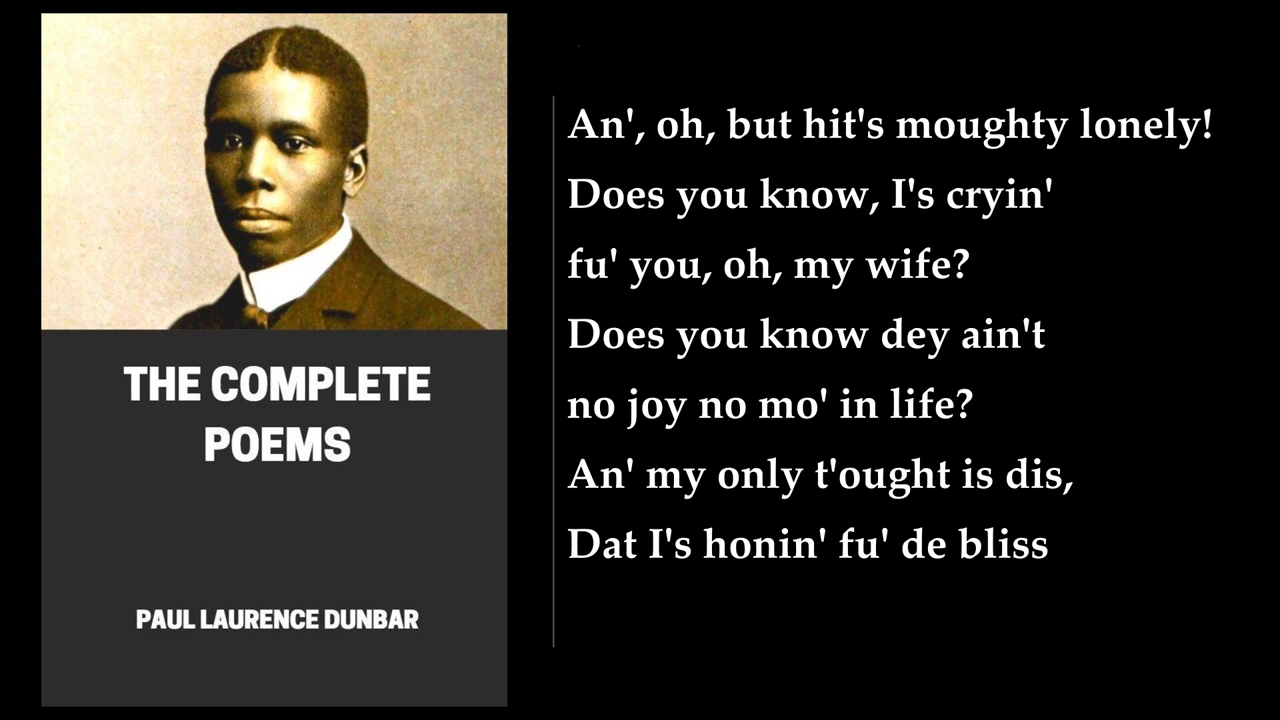 THE COMPLETE
POEMS
PAUL LAURENCE DUNBAR
An', oh, but hit's moughty lonely!
Does you know, I's cryin'
fu' you, oh, my wife?
Does you know dey ain't
no joy no mo' in life?
An' my only t'ought is dis,
Dat I's honin' fu' de bliss